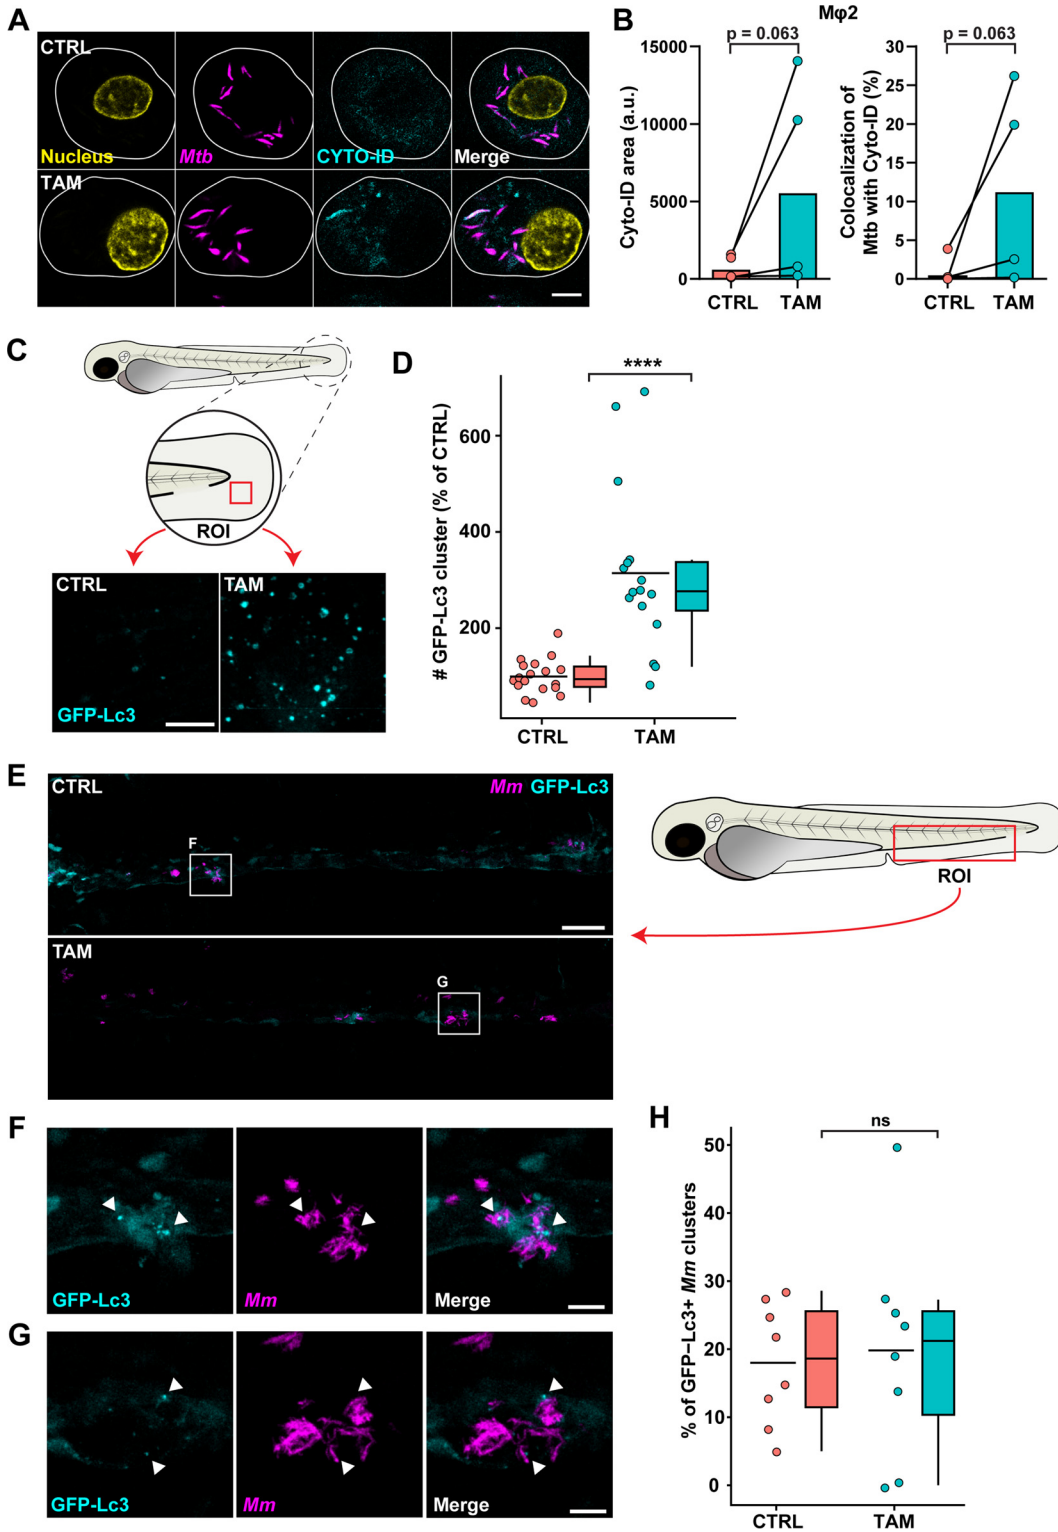 A
CTRL
Nucleus
Mtb
CYTO-ID
Merge
TAM
B
Mφ2
p = 0.063
15000
10000
5000
0
Cyto-ID area (a.u.)
CTRL TAM
p = 0.063
30
25
20
15
10
5
0
Colocalization of
Mtb with Cyto-ID (%)
CTRL TAM
C
ROI
CTRL
GFP-Lc3
TAM
D
****
600
400
200
# GFP-Lc3 cluster (% of CTRL)
CTRL TAM
E
CTRL
Mm GFP-Lc3
F
TAM
G
ROI
F
GFP-Lc3
Mm
Merge
G
GFP-Lc3
Mm
Merge
H
ns
50
40
30
20
10
0
% of GFP–Lc3+ Mm clusters
CTRL TAM